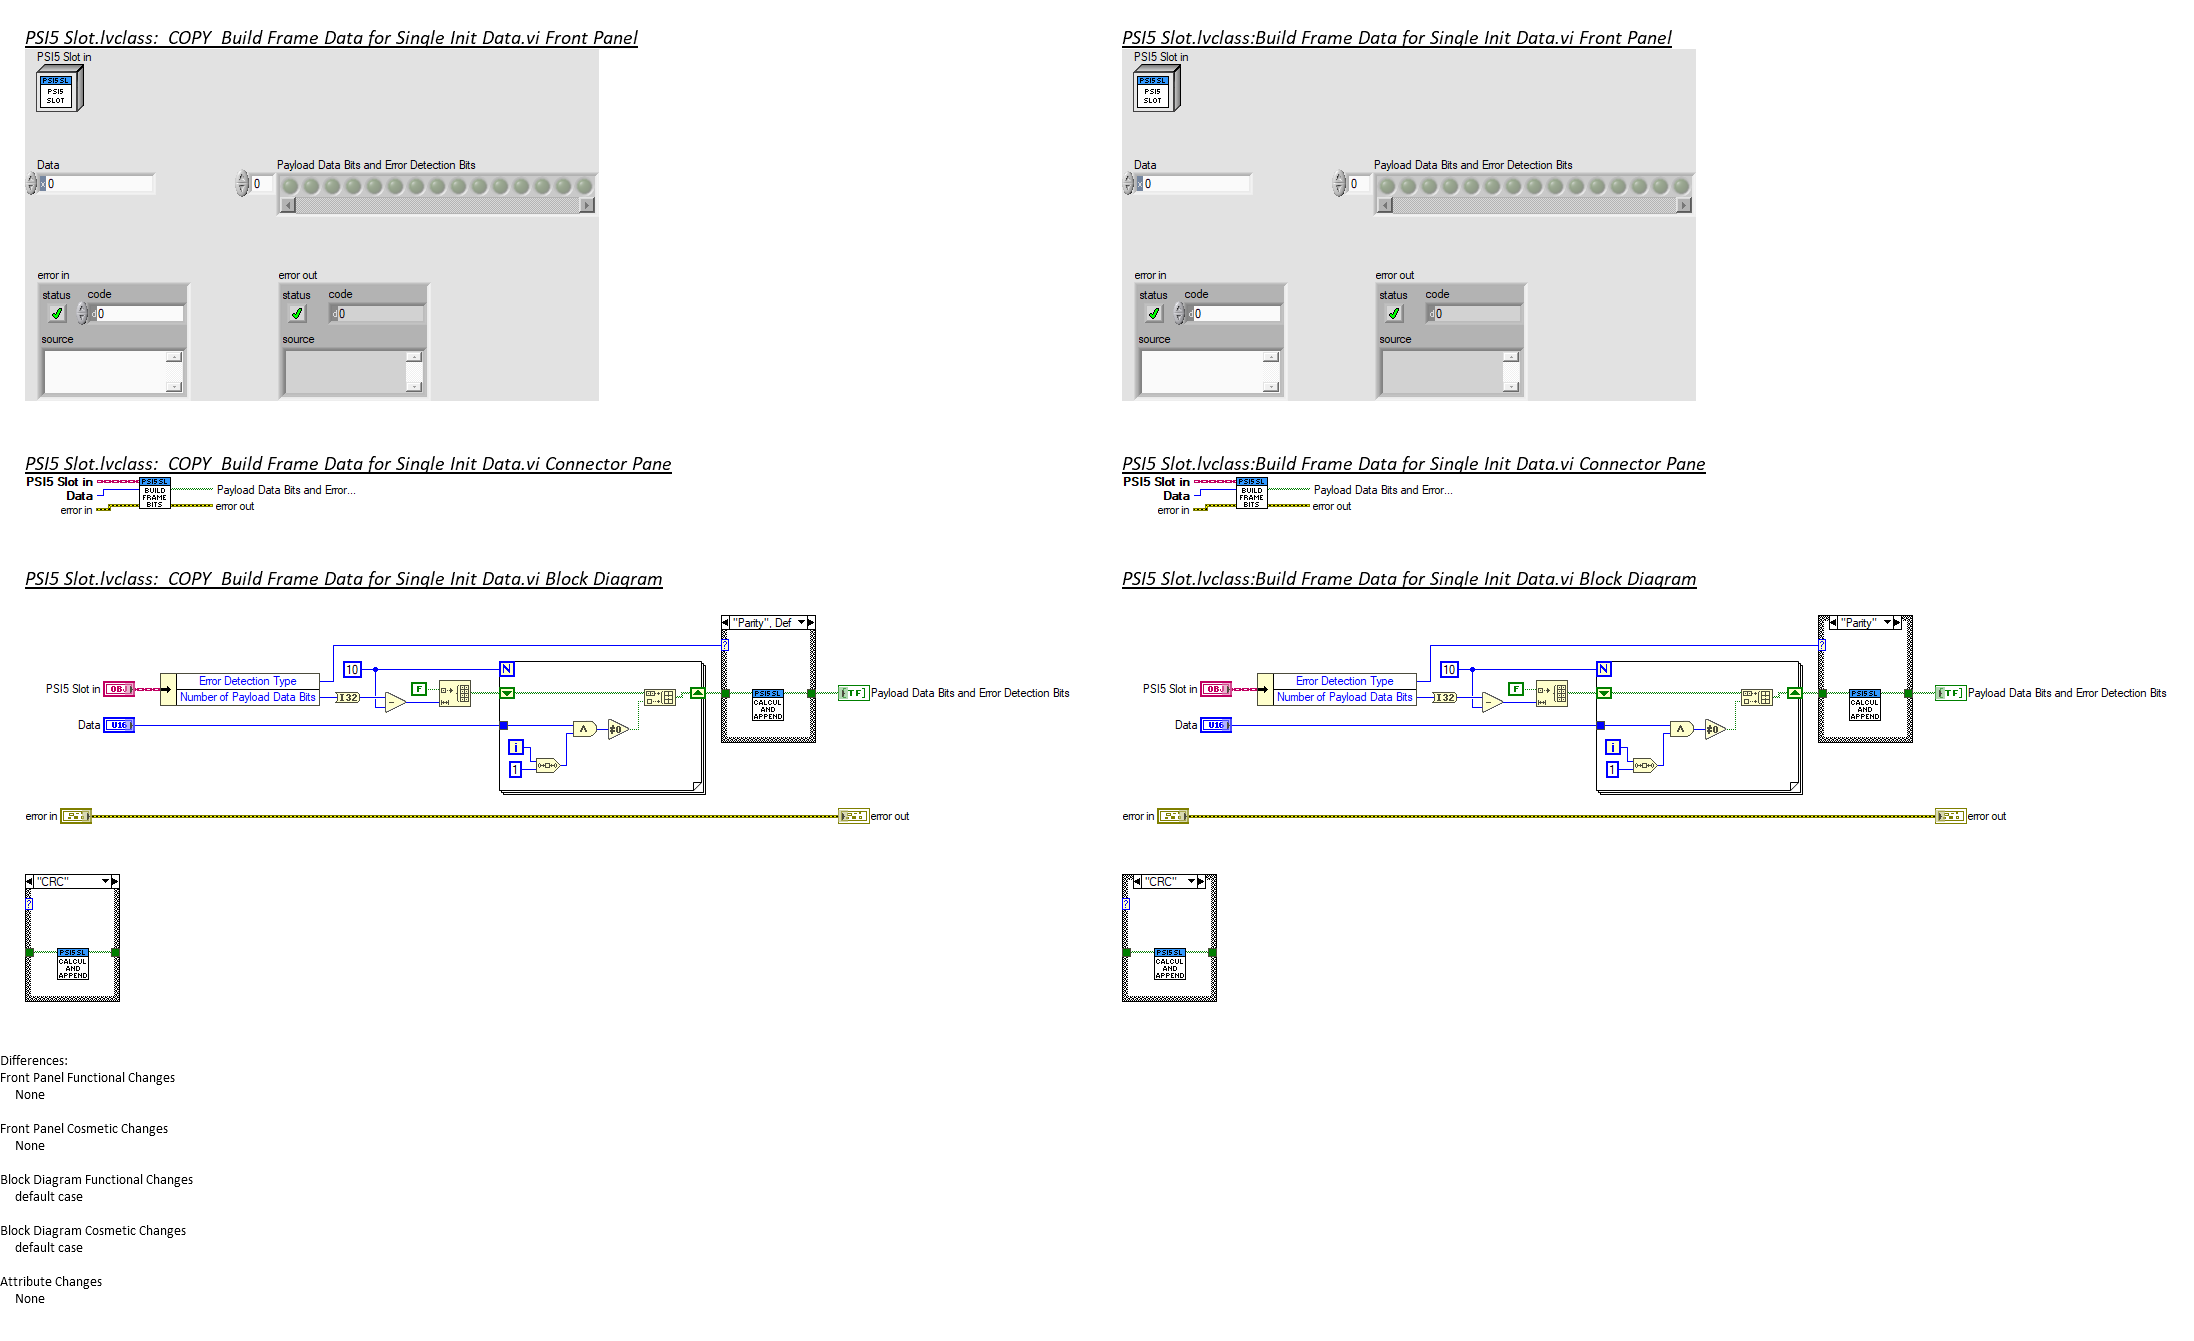 PSI5 Slot.lvclass:  COPY  Build Frame Data for Single Init Data.vi Front Panel
PSI5 Slot in
PSI5 SL
PSI5
SLOT
Data
x 0
0
Payload Data Bits and Error Detection Bits
error in
status
code
d 0
source
error out
status
code
d 0
source
PSI5 Slot.lvclass:Build Frame Data for Single Init Data.vi Front Panel
PSI5 Slot in
PSI5 SL
PSI5
SLOT
Data
x 0
0
Payload Data Bits and Error Detection Bits
error in
status
code
d 0
source
error out
status
code
d 0
source
PSI5 Slot.lvclass:  COPY  Build Frame Data for Single Init Data.vi Connector Pane
PSI5 Slot in
Data
error in
PSI5 SL
BUILD
FRAME
BITS
Payload Data Bits and Error...
error out
PSI5 Slot.lvclass:Build Frame Data for Single Init Data.vi Connector Pane
PSI5 Slot in
Data
error in
PSI5 SL
BUILD
FRAME
BITS
Payload Data Bits and Error...
error out
PSI5 Slot.lvclass:  COPY  Build Frame Data for Single Init Data.vi Block Diagram
"Parity", Def
?
10
N
PSI5 Slot in
OBJ
Error Detection Type
Number of Payload Data Bits
I32
F
Data
U16
i
1
≠0
PSI5 SL
CALCUL
AND
APPEND
TF
Payload Data Bits and Error Detection Bits
error in
error out
"CRC"
?
PSI5 SL
CALCUL
AND
APPEND
PSI5 Slot.lvclass:Build Frame Data for Single Init Data.vi Block Diagram
"Parity"
?
10
N
PSI5 Slot in
OBJ
Error Detection Type
Number of Payload Data Bits
I32
F
Data
U16
i
1
≠0
PSI5 SL
CALCUL
AND
APPEND
TF
Payload Data Bits and Error Detection Bits
error in
error out
"CRC"
?
PSI5 SL
CALCUL
AND
APPEND
Differences:
Front Panel Functional Changes
None
Front Panel Cosmetic Changes
None
Block Diagram Functional Changes
default case
Block Diagram Cosmetic Changes
default case
Attribute Changes
None